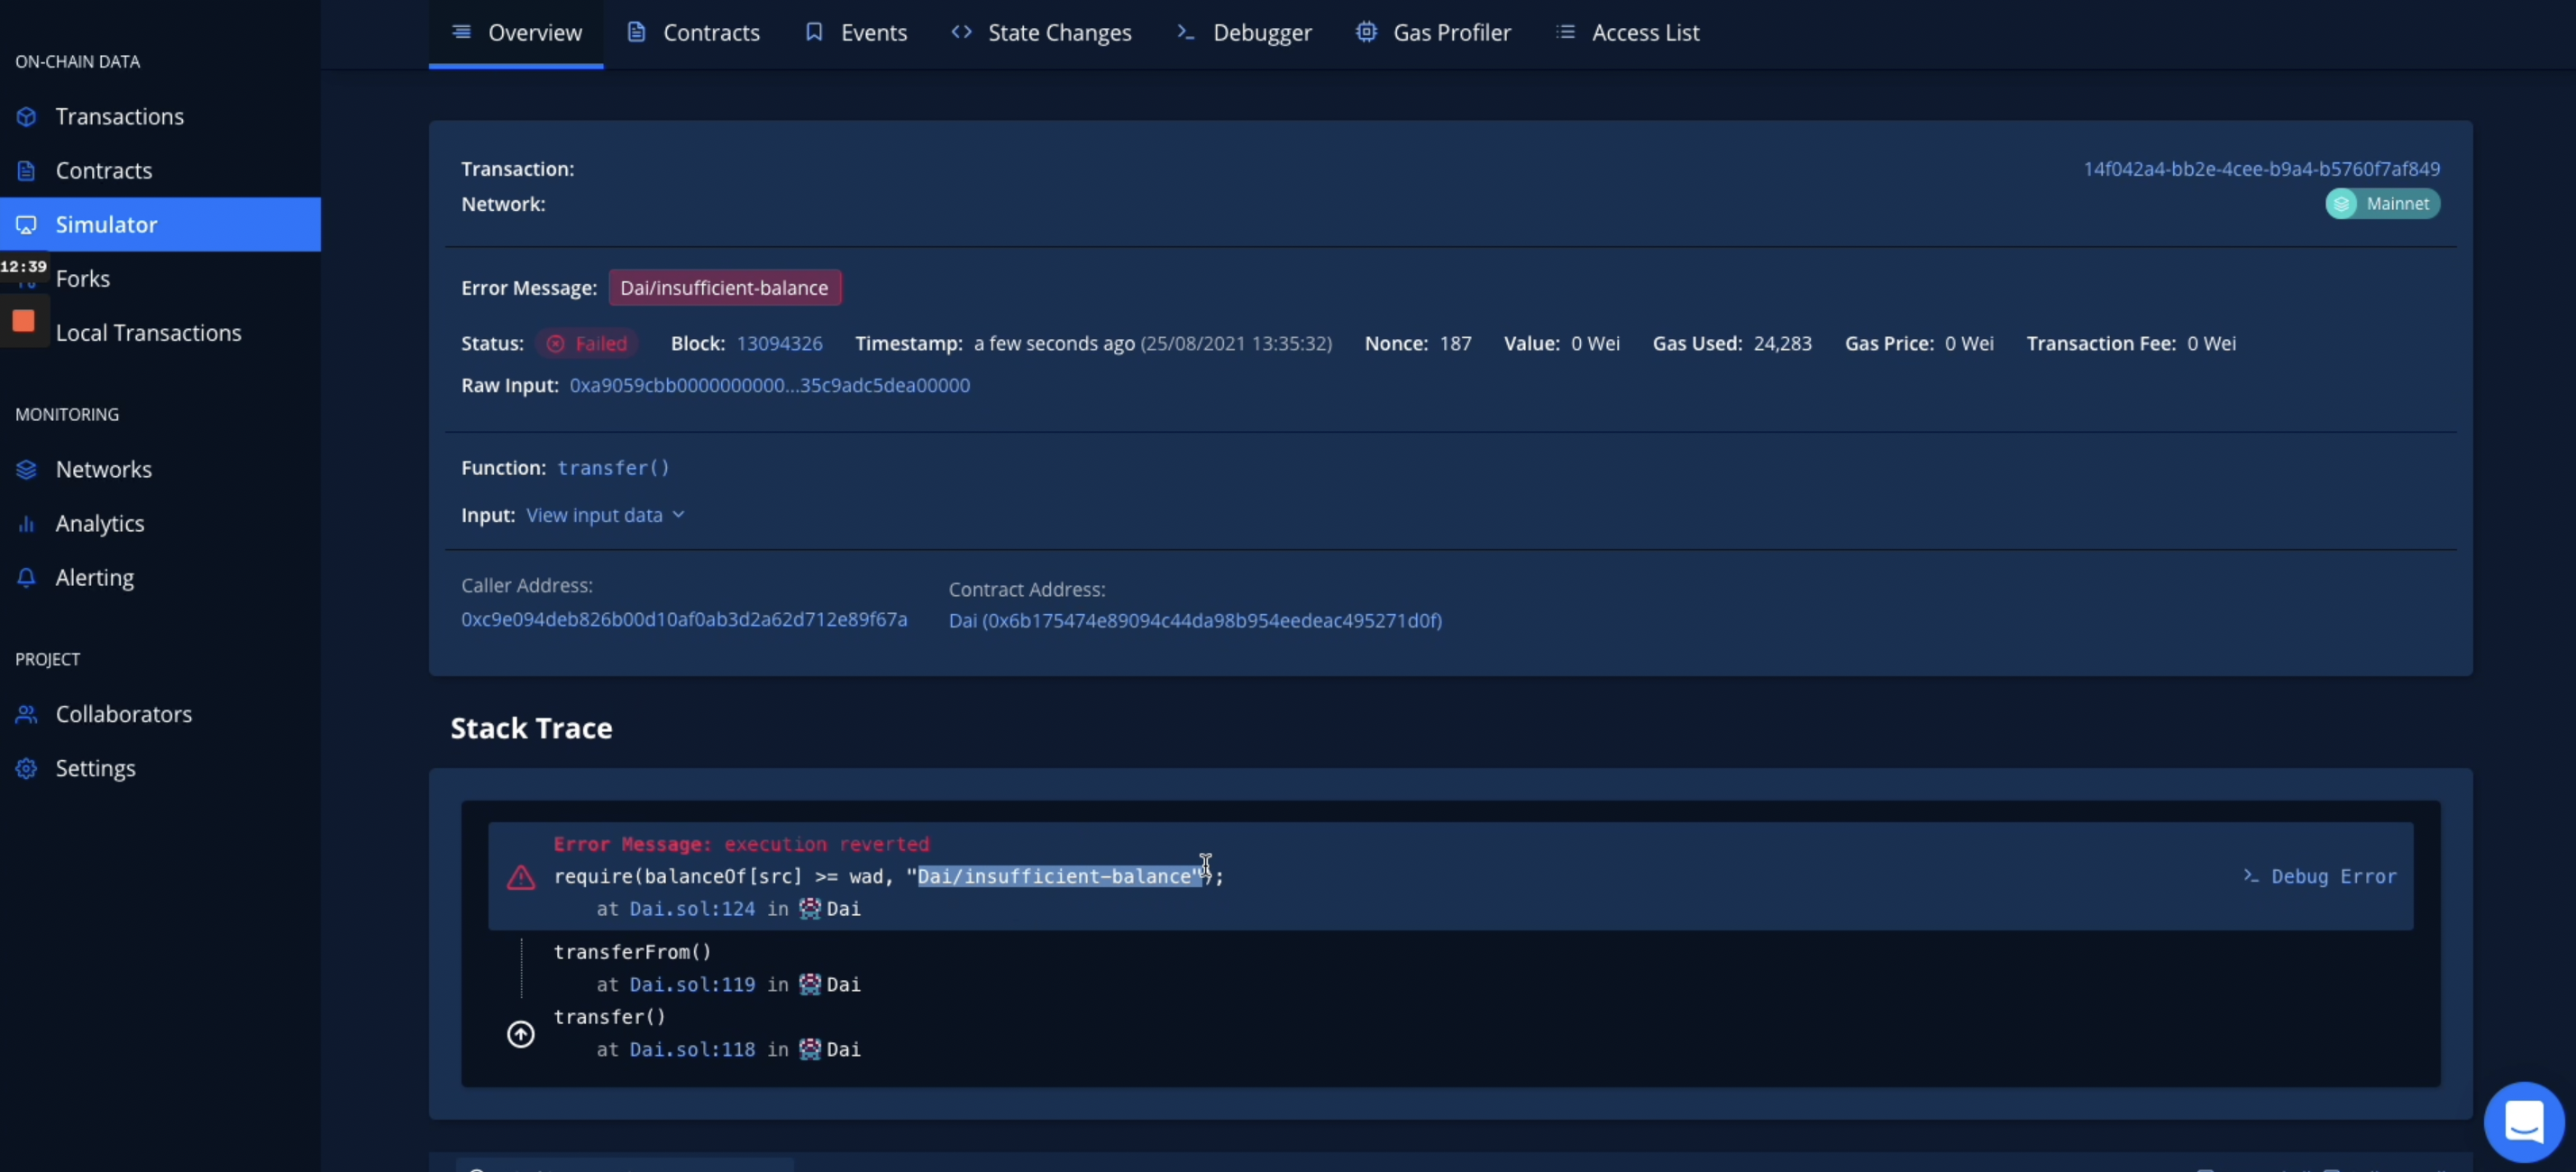 Overview Contracts Events State Changes Debugger Gas Profiler Access List
ON-CHAIN DATA
Transactions
Contracts
Simulator
12:39
Forks
Local Transactions
MONITORING
Networks
Analytics
Alerting
PROJECT
Collaborators
Settings
Transaction: 14f042a4-bb2e-4cee-b9a4-b5760f7af849
Network: Mainnet
Error Message: Dai/insufficient-balance
Status: Failed Block: 13094326 Timestamp: a few seconds ago (25/08/2021 13:35:32) Nonce: 187 Value: 0 Wei Gas Used: 24,283 Gas Price: 0 Wei Transaction Fee: 0 Wei
Raw Input: 0xa9059cbb0000000000...35c9adc5dea00000
Function: transfer()
Input: View input data
Caller Address:
0xc9e094deb826b00d10af0ab3d2a62d712e89f67a
Contract Address:
Dai (0x6b175474e89094c44da98b954eedeac495271d0f)
Stack Trace
Error Message: execution reverted
require(balanceOf[src] >= wad, "Dai/insufficient-balance");
at Dai.sol:124 in Dai
Debug Error
transferFrom()
at Dai.sol:119 in Dai
transfer()
at Dai.sol:118 in Dai